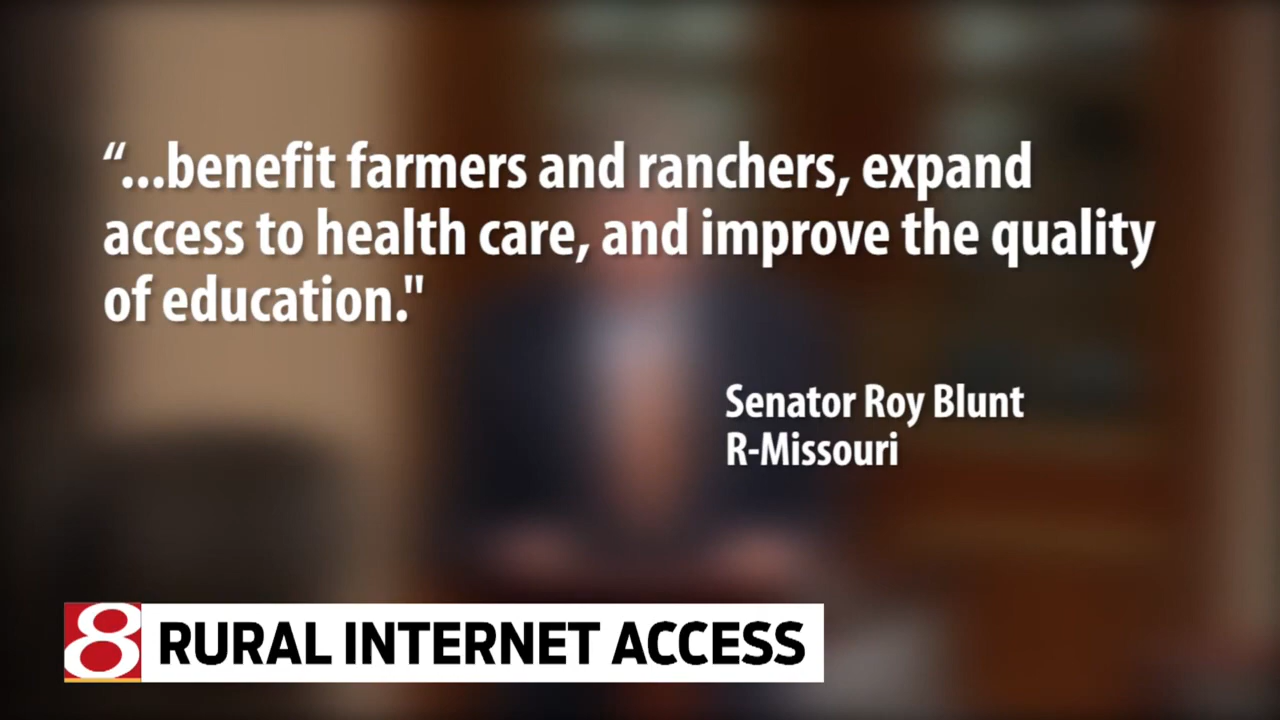 “...benefit farmers and ranchers, expand
access to health care, and improve the quality
of education."
Senator Roy Blunt
R-Missouri
8 RURAL INTERNET ACCESS